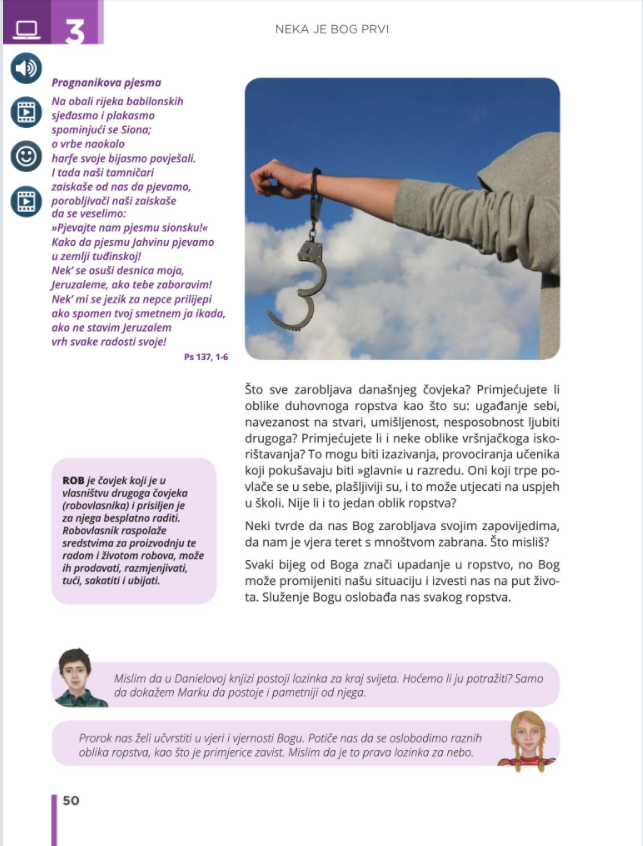 3
NEKA JE BOG PRVI
Prognanikova pjesma
Na obali rijeka babilonskih
sjeđasmo i plakasmo
spominjući se Siona;
o vrbe naokolo
harfe svoje bijasmo povješali.
I tada naši tamničari
zaiskaše od nas da pjevamo,
porobljivači naši zaiskaše
da se veselimo:
»Pjevajte nam pjesmu sionsku!«
Kako da pjesmu Jahvinu pjevamo
u zemlji tuđinskoj!
Nek’ se osuši desnica moja,
Jeruzaleme, ako tebe zaboravim!
Nek’ mi se jezik za nepce prilijepi
ako spomen tvoj smetnem ja ikada,
ako ne stavim Jeruzalem
vrh svake radosti svoje!
Ps 137, 1-6
Što sve zarobljava današnjeg čovjeka? Primjećujete li
oblike duhovnoga ropstva kao što su: ugađanje sebi,
navezanost na stvari, umišljenost, nesposobnost ljubiti
drugoga? Primjećujete li i neke oblike vršnjačkoga isko-
rištavanja? To mogu biti izazivanja, provociranja učenika
koji pokušavaju biti »glavni« u razredu. Oni koji trpe po-
vlače se u sebe, plašljiviji su, i to može utjecati na uspjeh
u školi. Nije li i to jedan oblik ropstva?
Neki tvrde da nas Bog zarobljava svojim zapovijedima,
da nam je vjera teret s mnoštvom zabrana. Što misliš?
Svaki bijeg od Boga znači upadanje u ropstvo, no Bog
može promijeniti našu situaciju i izvesti nas na put živo-
ta. Služenje Bogu oslobađa nas svakog ropstva.
ROB je čovjek koji je u
vlasništvu drugoga čovjeka
(robovlasnika) i prisiljen je
za njega besplatno raditi.
Robovlasnik raspolaže
sredstvima za proizvodnju te
radom i životom robova, može
ih prodavati, razmjenjivati,
tući, sakatiti i ubijati.
Mislim da u Danielovoj knjizi postoji lozinka za kraj svijeta. Hoćemo li ju potražiti? Samo
da dokažem Marku da postoje i pametniji od njega.
Prorok nas želi učvrstiti u vjeri i vjernosti Bogu. Potiče nas da se oslobodimo raznih
oblika ropstva, kao što je primjerice zavist. Mislim da je to prava lozinka za nebo.
50